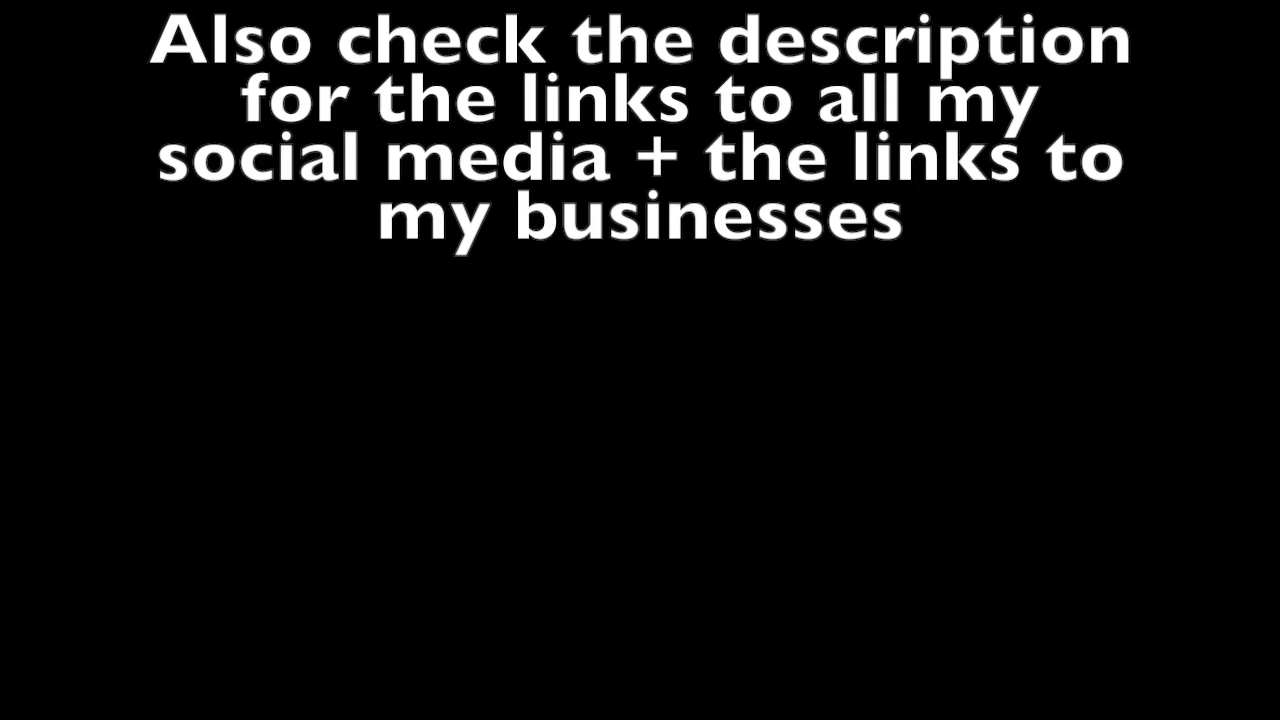 Also check the description
for the links to all my
social media + the links to
my businesses